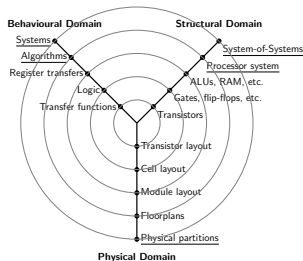 Behavioural Domain
Structural Domain
Systems
System-of-Systems
Algorithms
Processor system
Register transfers
ALUs, RAM, etc.
Logic
Gates, flip-flops, etc.
Transfer functions
Transistors
Transistor layout
Cell layout
Module layout
Floorplans
Physical partitions
Physical Domain